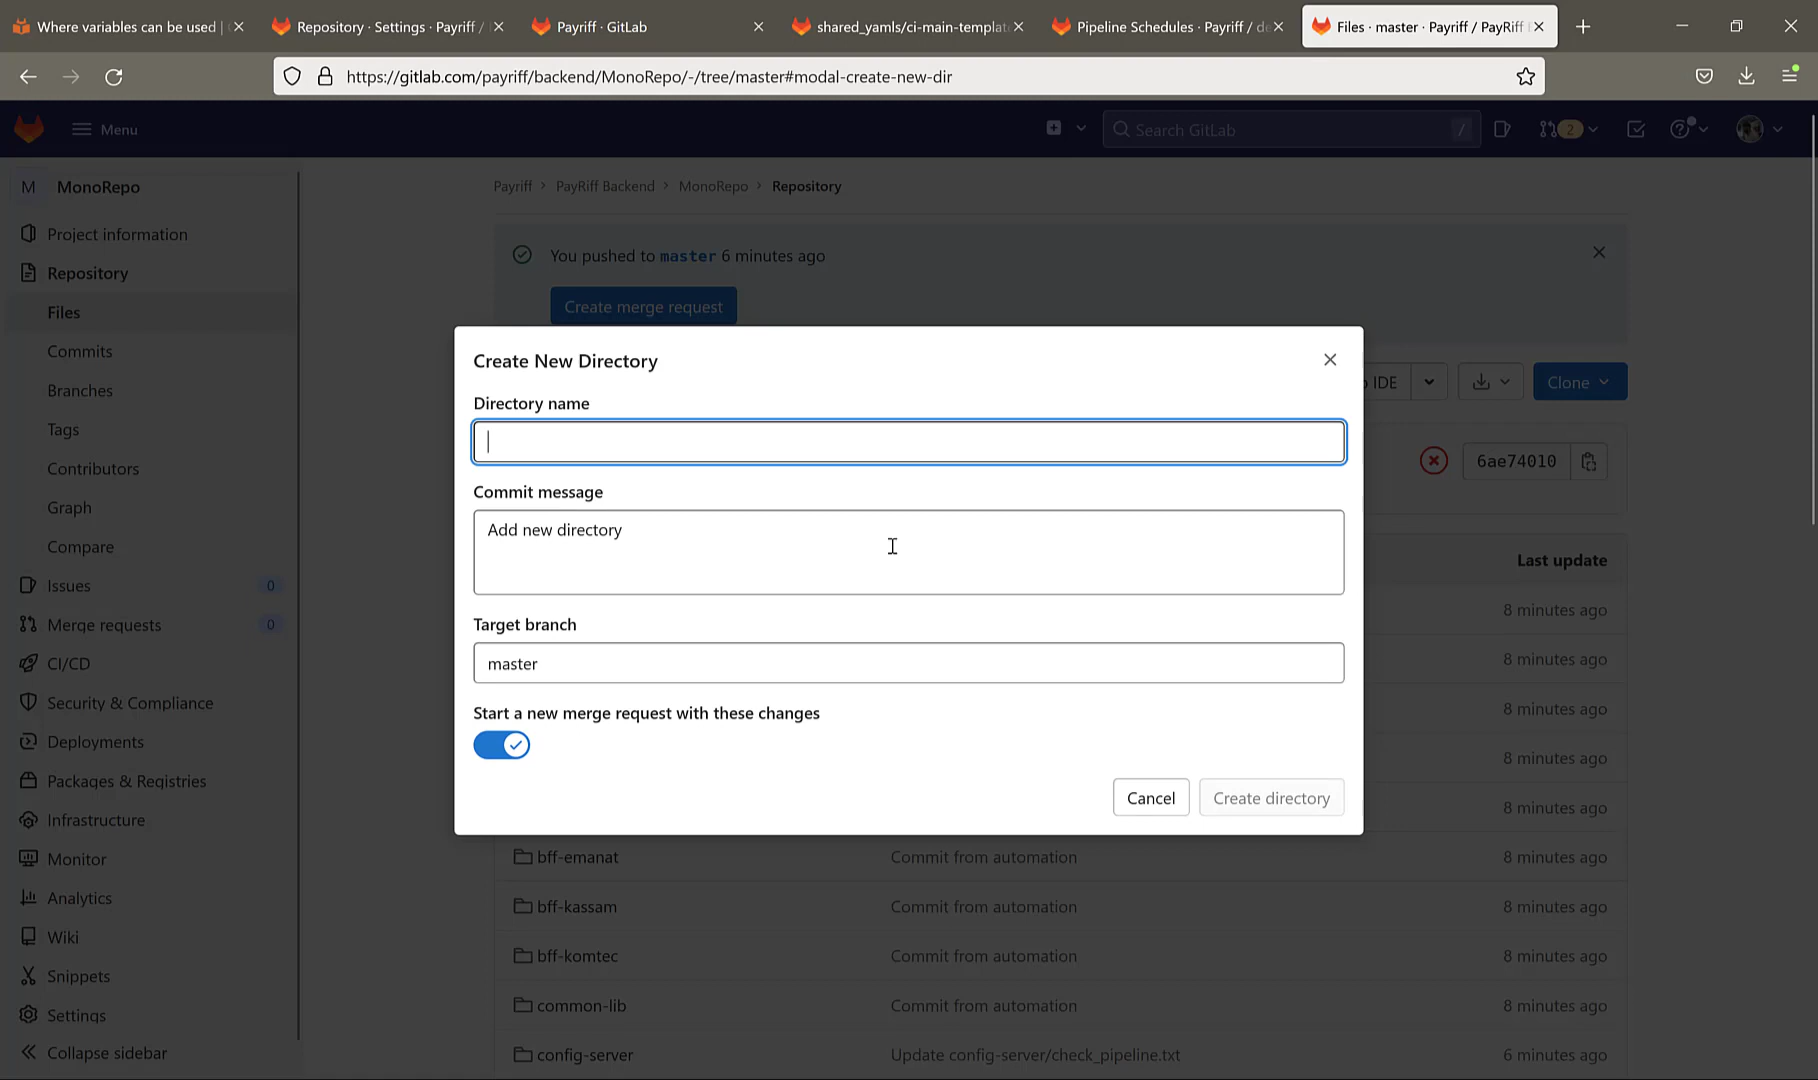 Where variables can be used |
Repository · Settings · Payriff /
Payriff · GitLab
shared_yamls/ci-main-templat
Pipeline Schedules · Payriff / de
Files · master · Payriff / PayRiff
https://gitlab.com/payriff/backend/MonoRepo/-/tree/master#modal-create-new-dir
Menu
Search GitLab
/
2
M MonoRepo
Payriff > PayRiff Backend > MonoRepo > Repository
Project information
Repository
Files
Commits
Branches
Tags
Contributors
Graph
Compare
Issues 0
Merge requests 0
CI/CD
Security & Compliance
Deployments
Packages & Registries
Infrastructure
Monitor
Analytics
Wiki
Snippets
Settings
Collapse sidebar
You pushed to master 6 minutes ago
Create merge request
IDE
Clone
6ae74010
Create New Directory
Directory name
Commit message
Add new directory
Target branch
master
Start a new merge request with these changes
Cancel
Create directory
Last update
8 minutes ago
8 minutes ago
8 minutes ago
8 minutes ago
8 minutes ago
bff-emanat Commit from automation 8 minutes ago
bff-kassam Commit from automation 8 minutes ago
bff-komtec Commit from automation 8 minutes ago
common-lib Commit from automation 8 minutes ago
config-server Update config-server/check_pipeline.txt 6 minutes ago